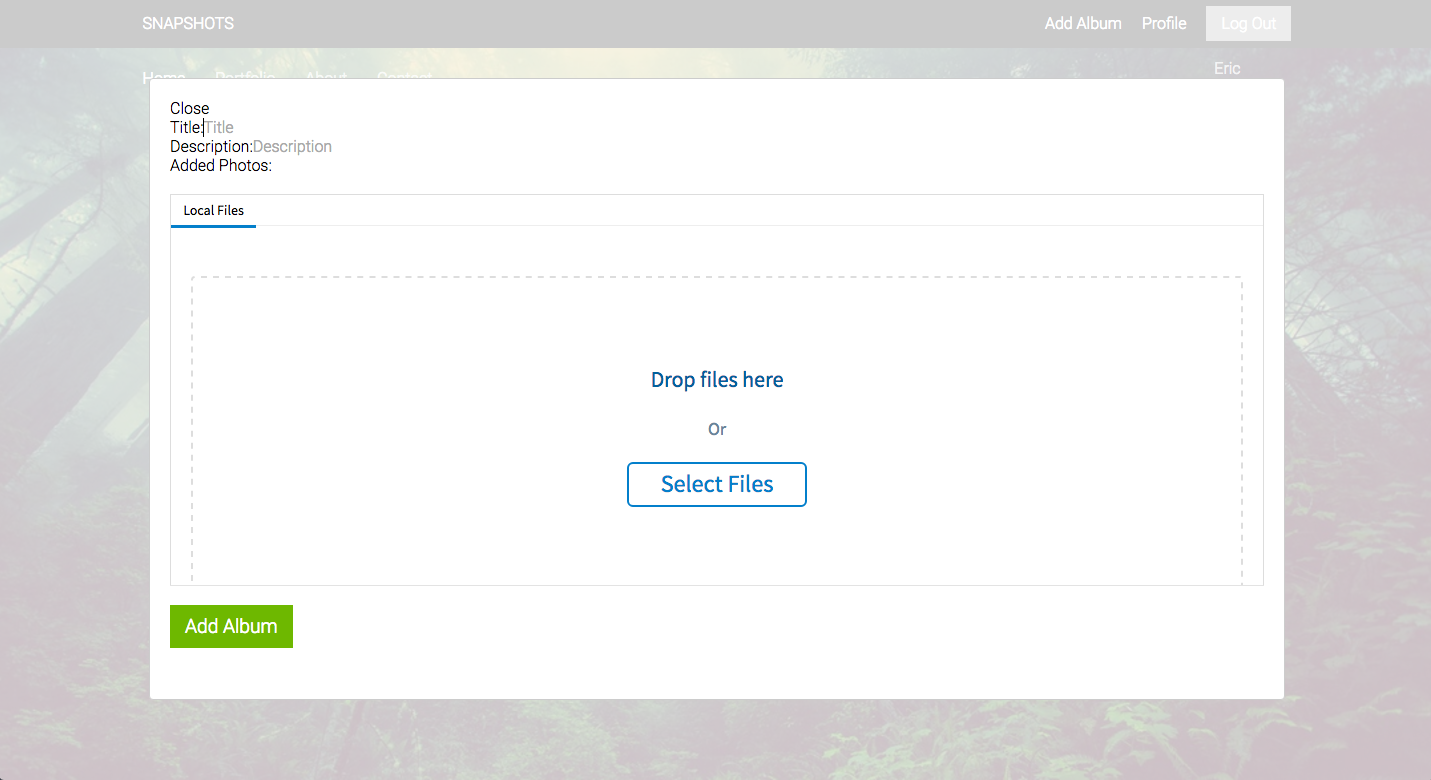 SNAPSHOTS Add Album Profile Log Out
Eric
Home Portfolio About Contact
Close
Title:Title
Description:Description
Added Photos:
Local Files
Drop files here
Or
Select Files
Add Album